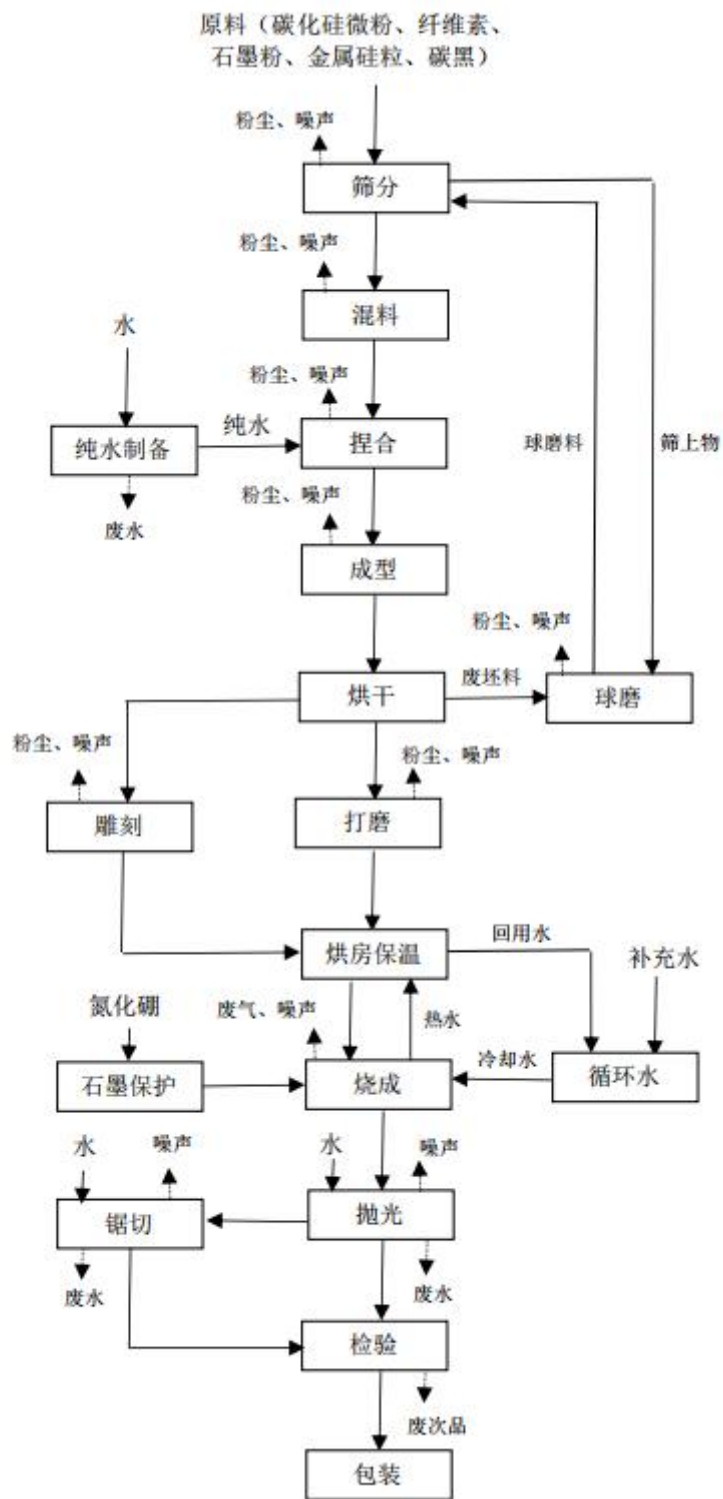 原料（碳化硅微粉、纤维素、
石墨粉、金属硅粒、碳黑）
粉尘、噪声
筛分
粉尘、噪声
混料
水
粉尘、噪声
纯水制备
纯水
捏合
球磨料
筛上物
粉尘、噪声
废水
成型
粉尘、噪声
烘干
废坯料
球磨
粉尘、噪声
粉尘、噪声
雕刻
打磨
烘房保温
回用水
补充水
氮化硼
废气、噪声
热水
石墨保护
烧成
冷却水
循环水
水
噪声
水
噪声
锯切
抛光
废水
废水
检验
废次品
包装